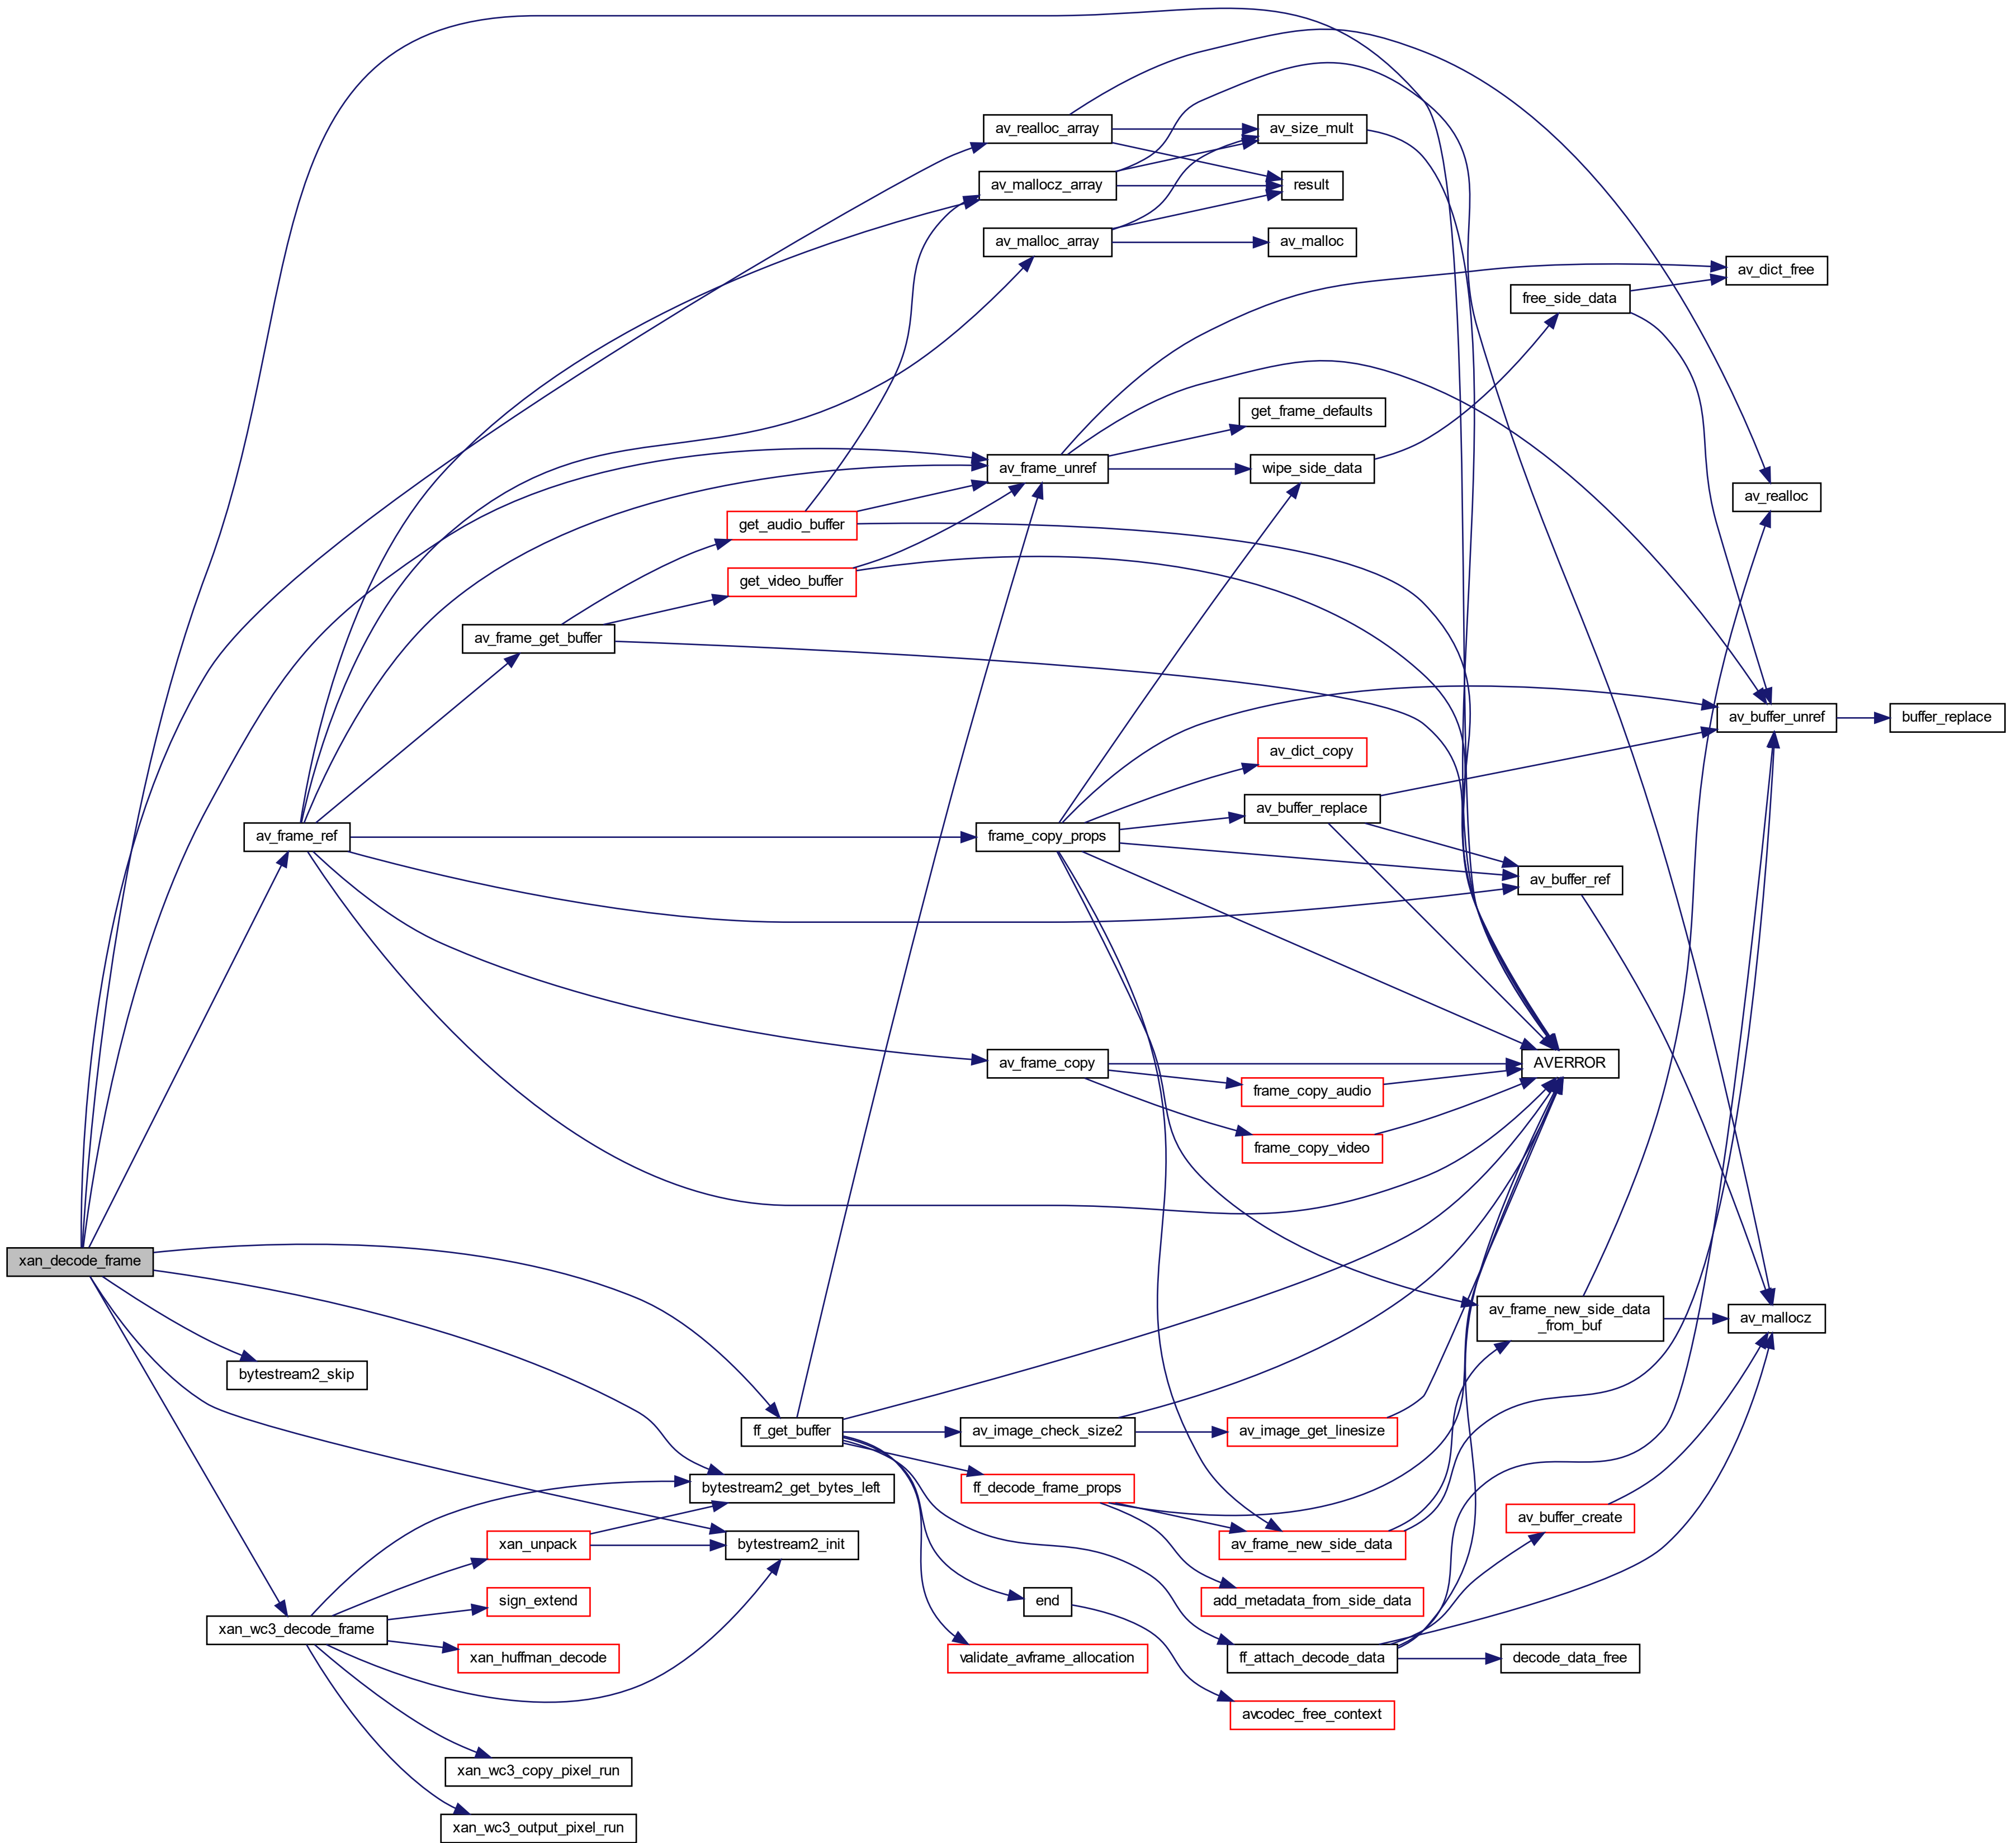 av_realloc_array
av_size_mult
av_mallocz_array
result
av_malloc_array
av_malloc
av_dict_free
free_side_data
get_frame_defaults
av_frame_unref
wipe_side_data
av_realloc
get_audio_buffer
get_video_buffer
av_frame_get_buffer
av_buffer_unref
buffer_replace
av_dict_copy
av_buffer_replace
av_frame_ref
frame_copy_props
av_buffer_ref
av_frame_copy
AVERROR
frame_copy_audio
frame_copy_video
xan_decode_frame
av_frame_new_side_data
_from_buf
av_mallocz
bytestream2_skip
ff_get_buffer
av_image_check_size2
av_image_get_linesize
bytestream2_get_bytes_left
ff_decode_frame_props
av_buffer_create
xan_unpack
bytestream2_init
av_frame_new_side_data
sign_extend
end
add_metadata_from_side_data
xan_wc3_decode_frame
xan_huffman_decode
validate_avframe_allocation
ff_attach_decode_data
decode_data_free
avcodec_free_context
xan_wc3_copy_pixel_run
xan_wc3_output_pixel_run